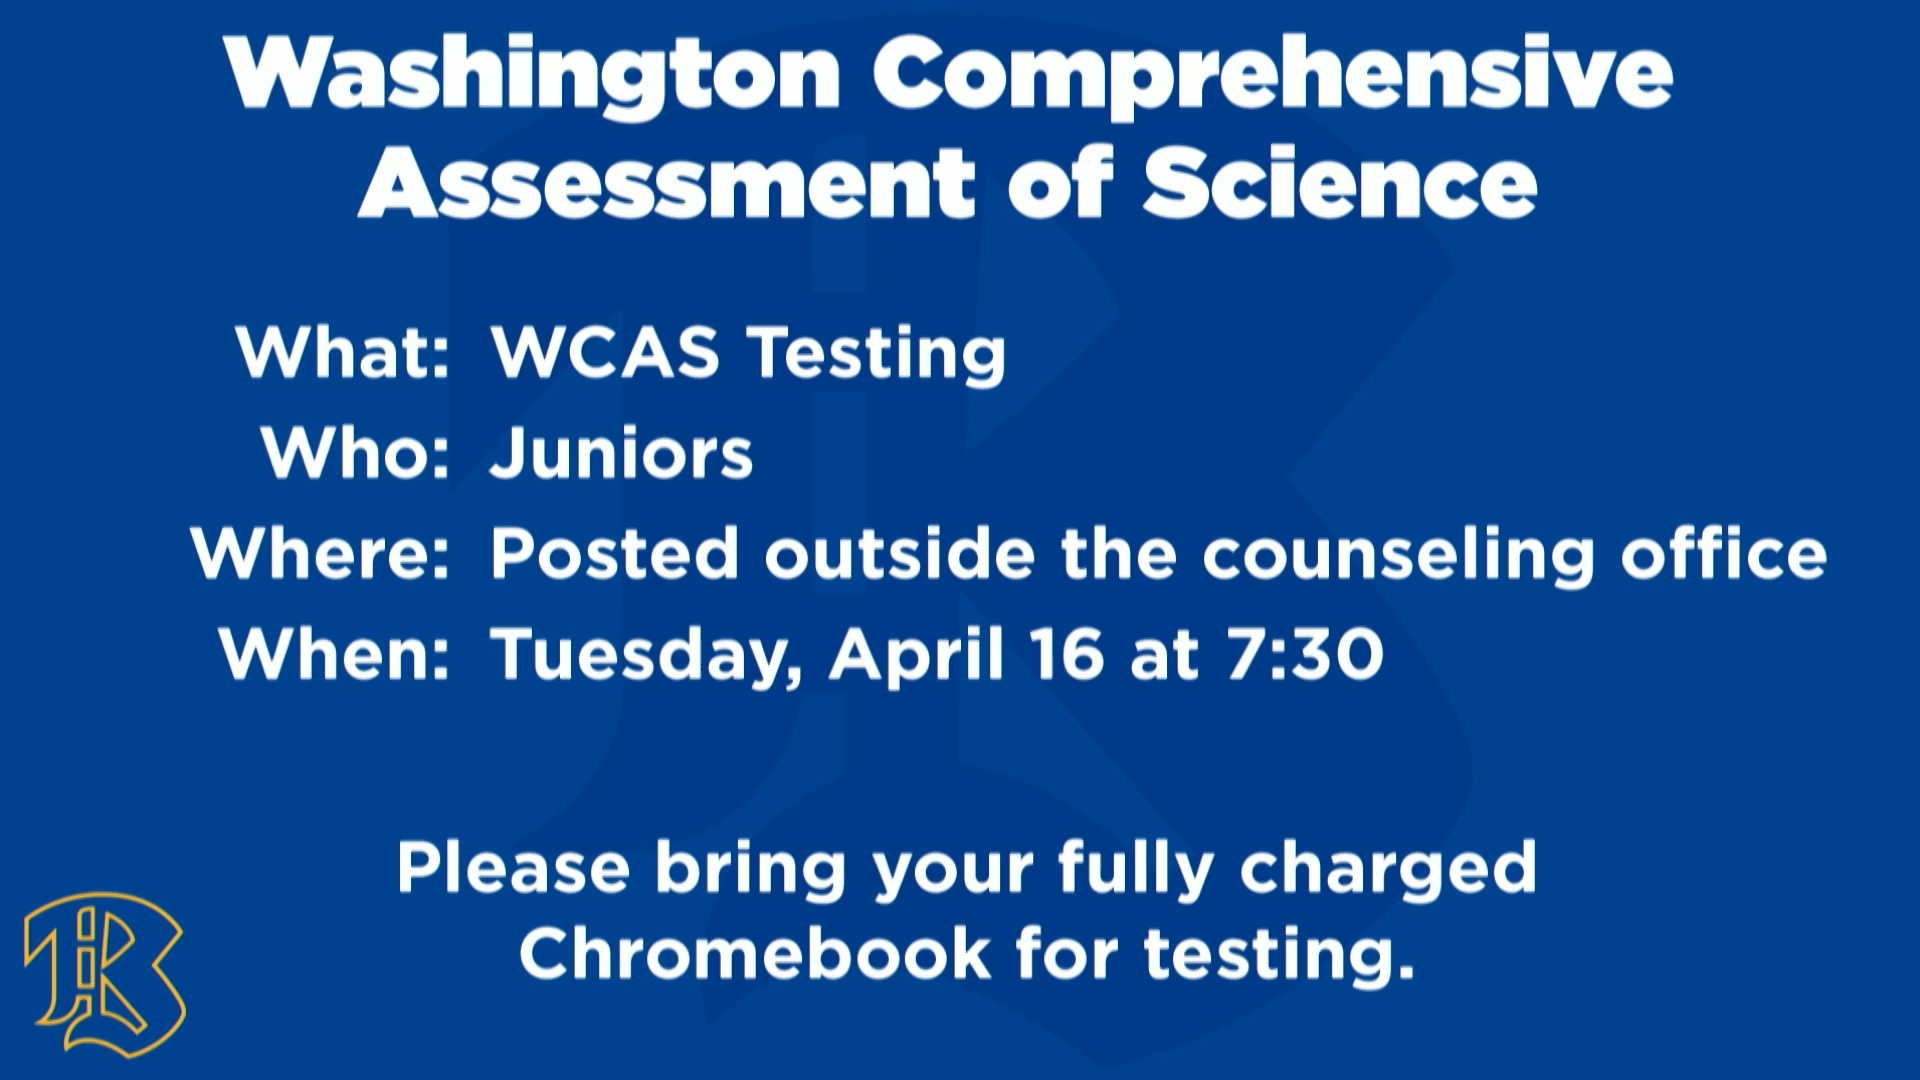 Washington Comprehensive
Assessment of Science
What: WCAS Testing
Who: Juniors
Where: Posted outside the counseling office
When: Tuesday, April 16 at 7:30
Please bring your fully charged
Chromebook for testing.